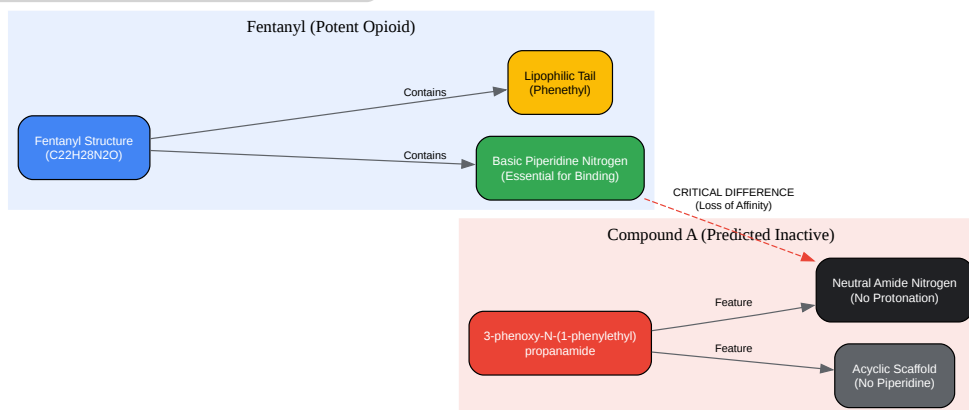 Fentanyl (Potent Opioid)
Lipophilic Tail
(Phenethyl)
Contains
Fentanyl Structure
(C22H28N2O)
Contains
Basic Piperidine Nitrogen
(Essential for Binding)
CRITICAL DIFFERENCE
(Loss of Affinity)
Compound A (Predicted Inactive)
Neutral Amide Nitrogen
(No Protonation)
Feature
3-phenoxy-N-(1-phenylethyl)
propanamide
Feature
Acyclic Scaffold
(No Piperidine)